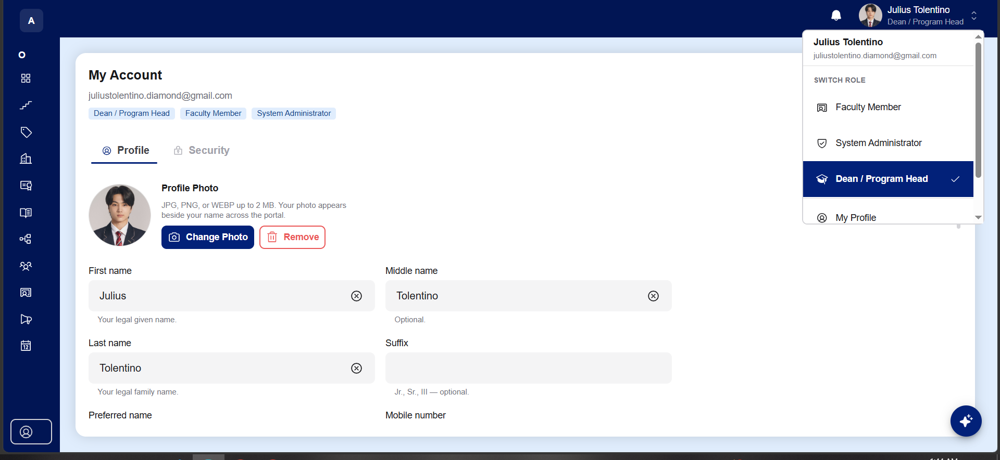 A
Julius Tolentino
Dean / Program Head
Julius Tolentino
juliustolentino.diamond@gmail.com
SWITCH ROLE
Faculty Member
System Administrator
Dean / Program Head
My Profile
My Account
juliustolentino.diamond@gmail.com
Dean / Program Head
Faculty Member
System Administrator
Profile
Security
Profile Photo
JPG, PNG, or WEBP up to 2 MB. Your photo appears
beside your name across the portal.
Change Photo
Remove
First name
Middle name
Julius
Tolentino
Your legal given name.
Optional.
Last name
Suffix
Tolentino
Your legal family name.
Jr., Sr., III — optional.
Preferred name
Mobile number
O
12